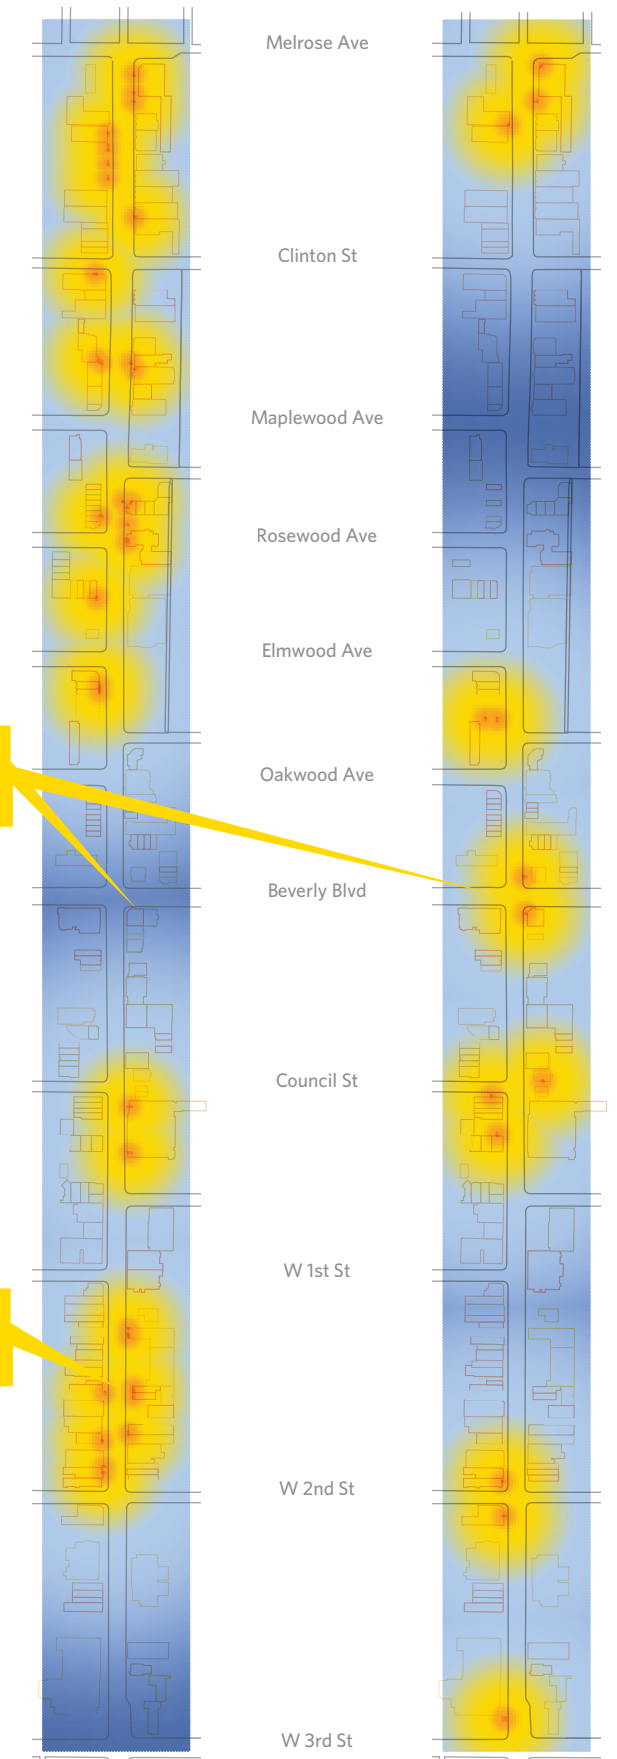 Melrose Ave
Clinton St
Maplewood Ave
Rosewood Ave
Elmwood Ave
Oakwood Ave
Beverly Blvd
Council St
W 1st St
W 2nd St
W 3rd St